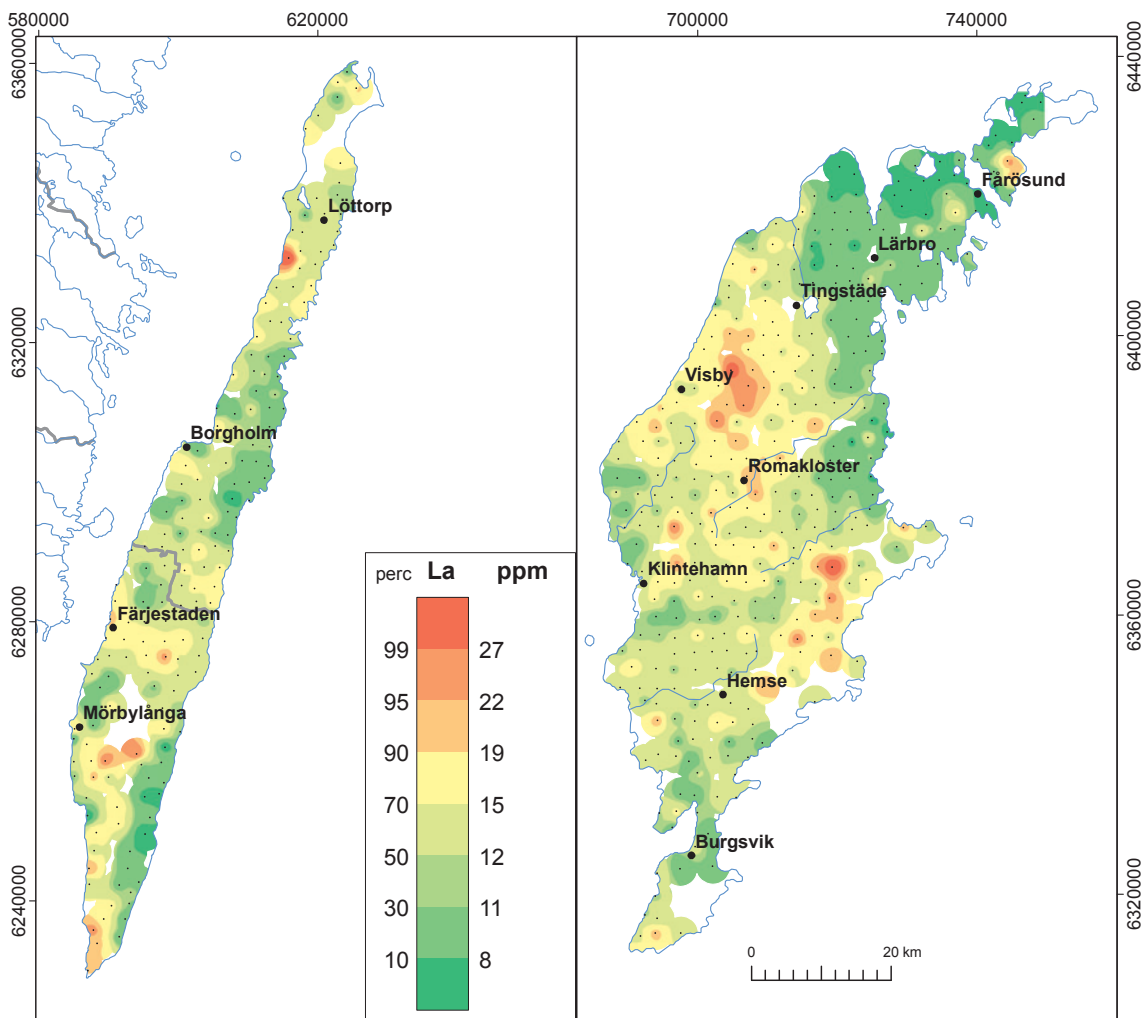 580000
620000
700000
740000
6360000
6320000
6280000
6240000
6440000
6400000
6360000
6320000
Löttorp
Borgholm
Färjestaden
Mörbylånga
Fårösund
Lärbro
Tingstäde
Visby
Romakloster
Klintehamn
Hemse
Burgsvik
perc La ppm
99 27
95 22
90 19
70 15
50 12
30 11
10 8
0 20 km